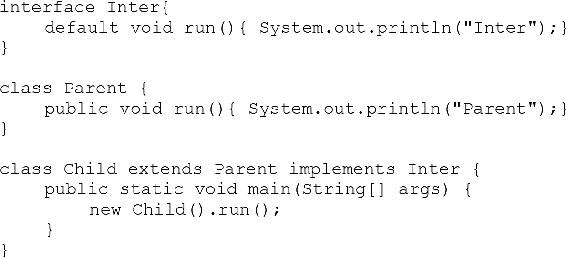 interface Inter{
    default void run(){ System.out.println("Inter");}
}
class Parent {
    public void run(){ System.out.println("Parent");}
}
class Child extends Parent implements Inter {
    public static void main(String[] args) {
        new Child().run();
    }
}